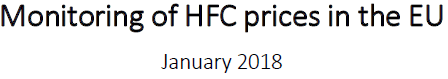 Monitoring of HFC prices in the EU
January 2018